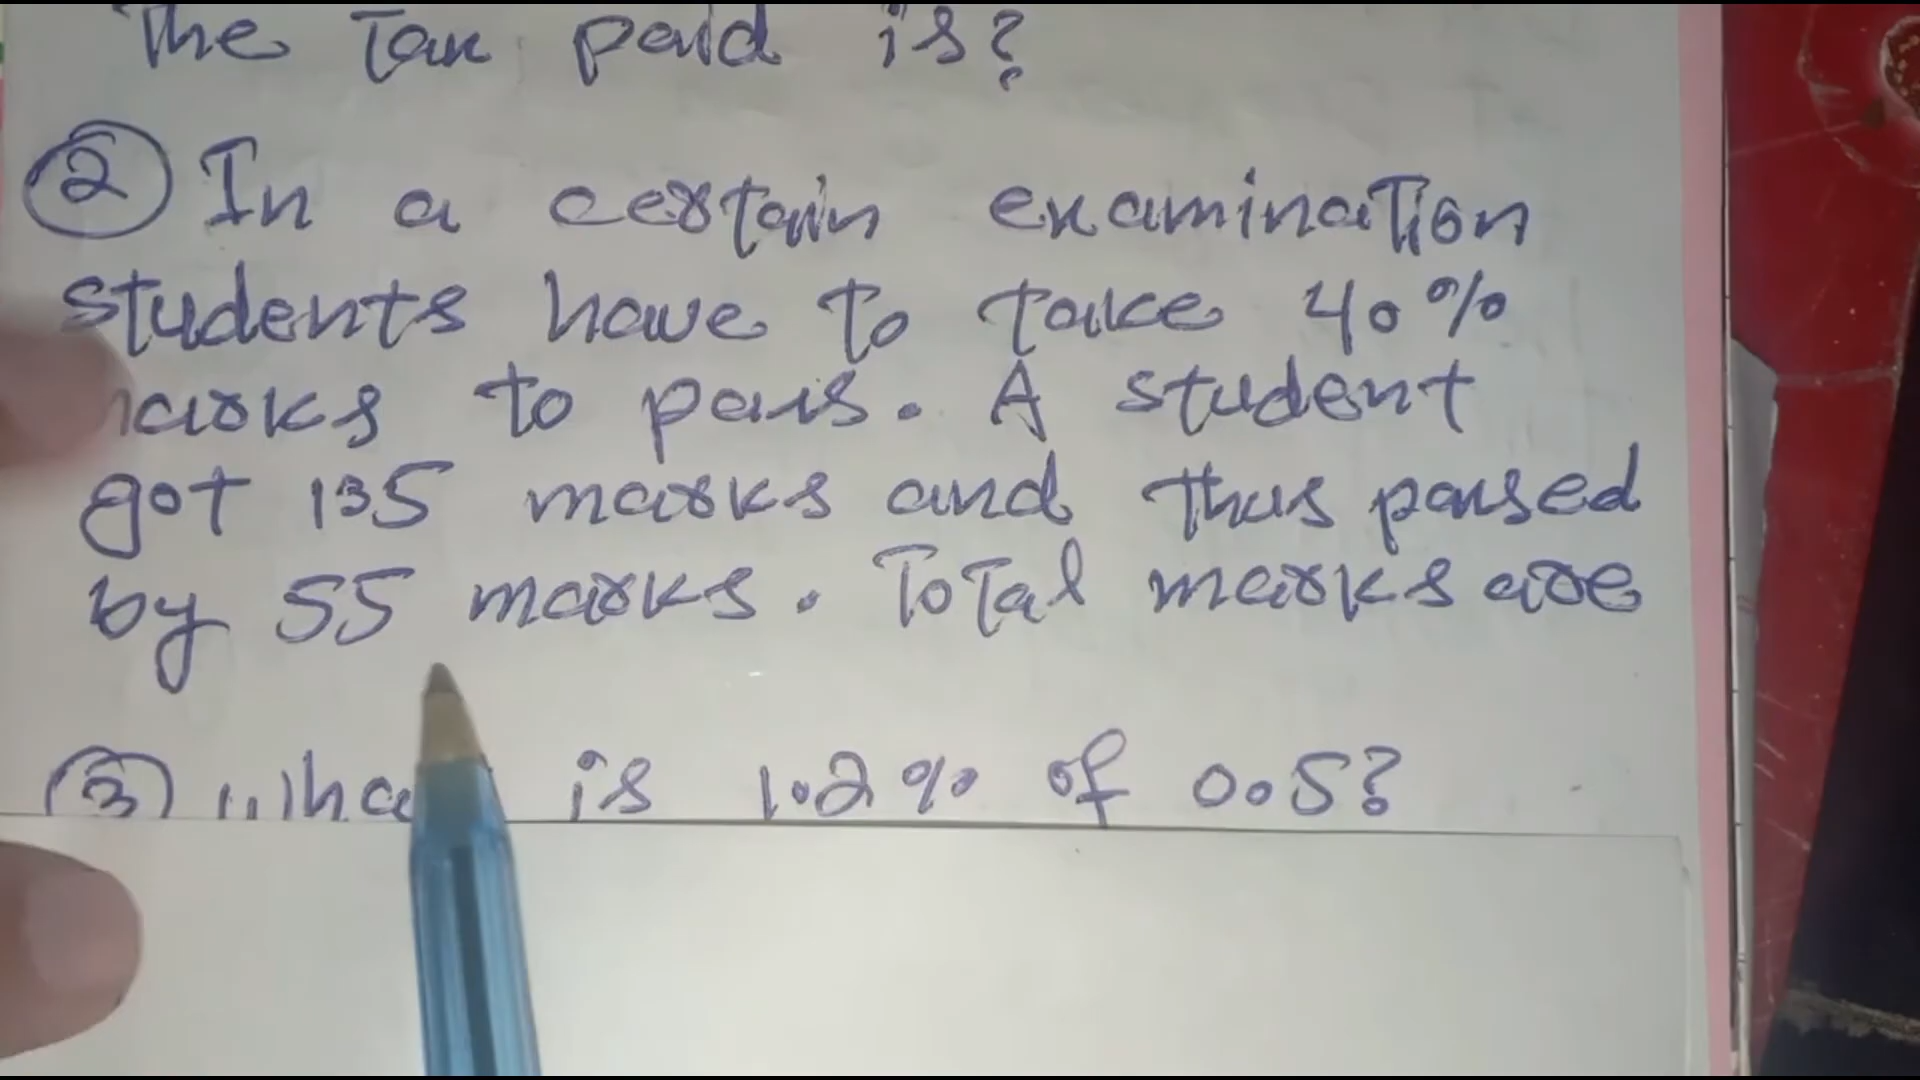 The Tax paid is?
② In a certain examination
students have to take 40%
marks to pass. A student
got 135 marks and thus passed
by 55 marks. Total marks are
③ What is 1.2% of 0.5?